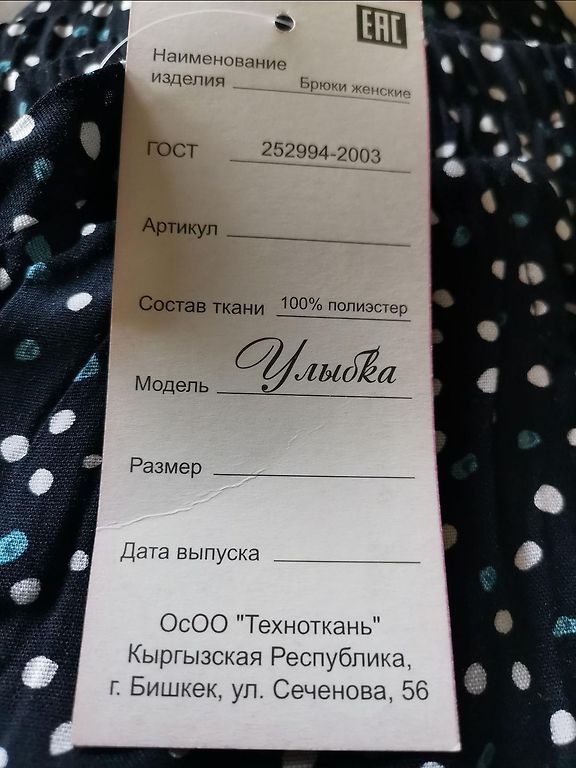 EAC
Наименование
изделия Брюки женские
ГОСТ 252994-2003
Артикул
Состав ткани 100% полиэстер
Модель Улыбка
Размер
Дата выпуска
ОсОО "Техноткань"
Кыргызская Республика,
г. Бишкек, ул. Сеченова, 56